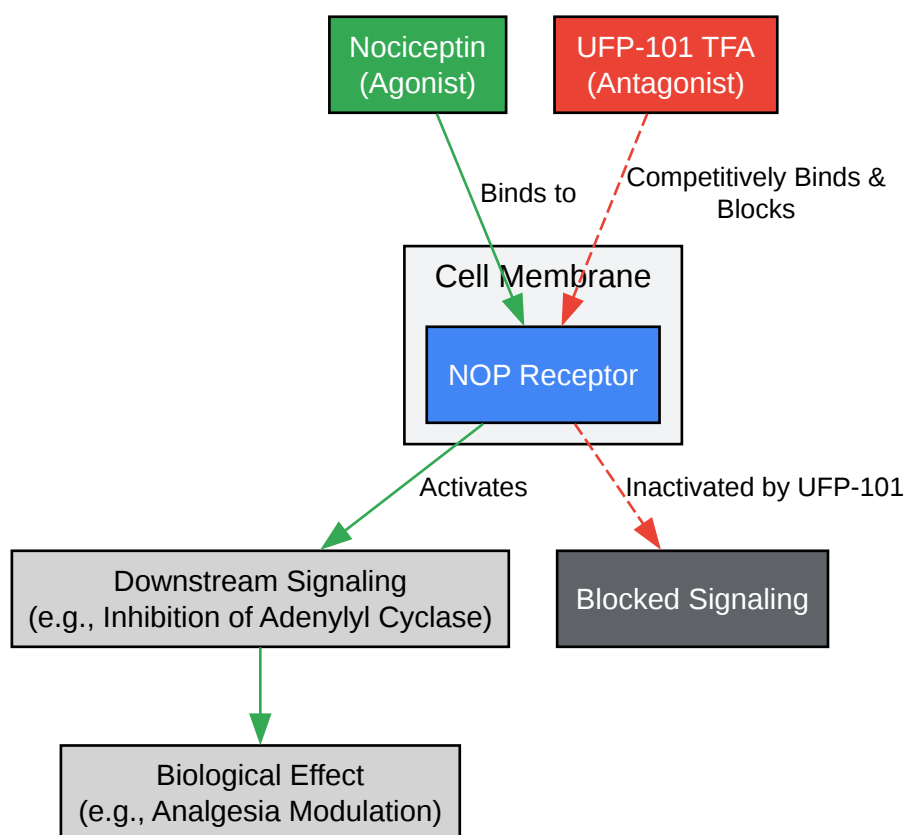 Nociceptin
(Agonist)
UFP-101 TFA
(Antagonist)
Binds to
Competitively Binds &
Blocks
Cell Membrane
NOP Receptor
Activates
Inactivated by UFP-101
Downstream Signaling
(e.g., Inhibition of Adenylyl Cyclase)
Blocked Signaling
Biological Effect
(e.g., Analgesia Modulation)